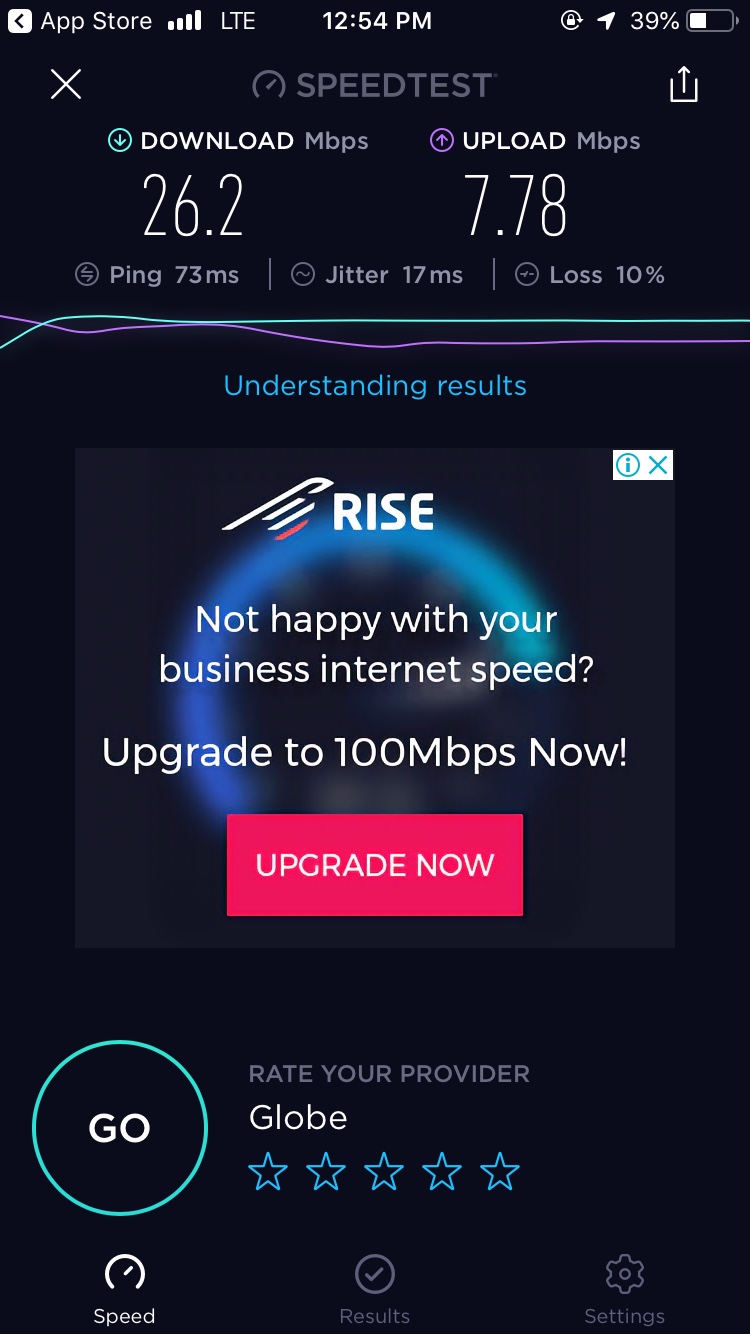 App Store LTE 12:54 PM 39%
SPEEDTEST
DOWNLOAD Mbps UPLOAD Mbps
26.2 7.78
Ping 73ms Jitter 17ms Loss 10%
Understanding results
RISE
Not happy with your
business internet speed?
Upgrade to 100Mbps Now!
UPGRADE NOW
RATE YOUR PROVIDER
GO
Globe
Speed Results Settings